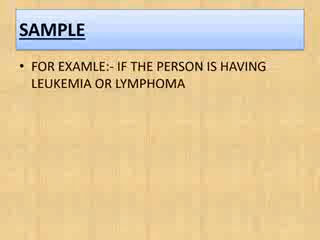 SAMPLE
• FOR EXAMLE:- IF THE PERSON IS HAVING
LEUKEMIA OR LYMPHOMA